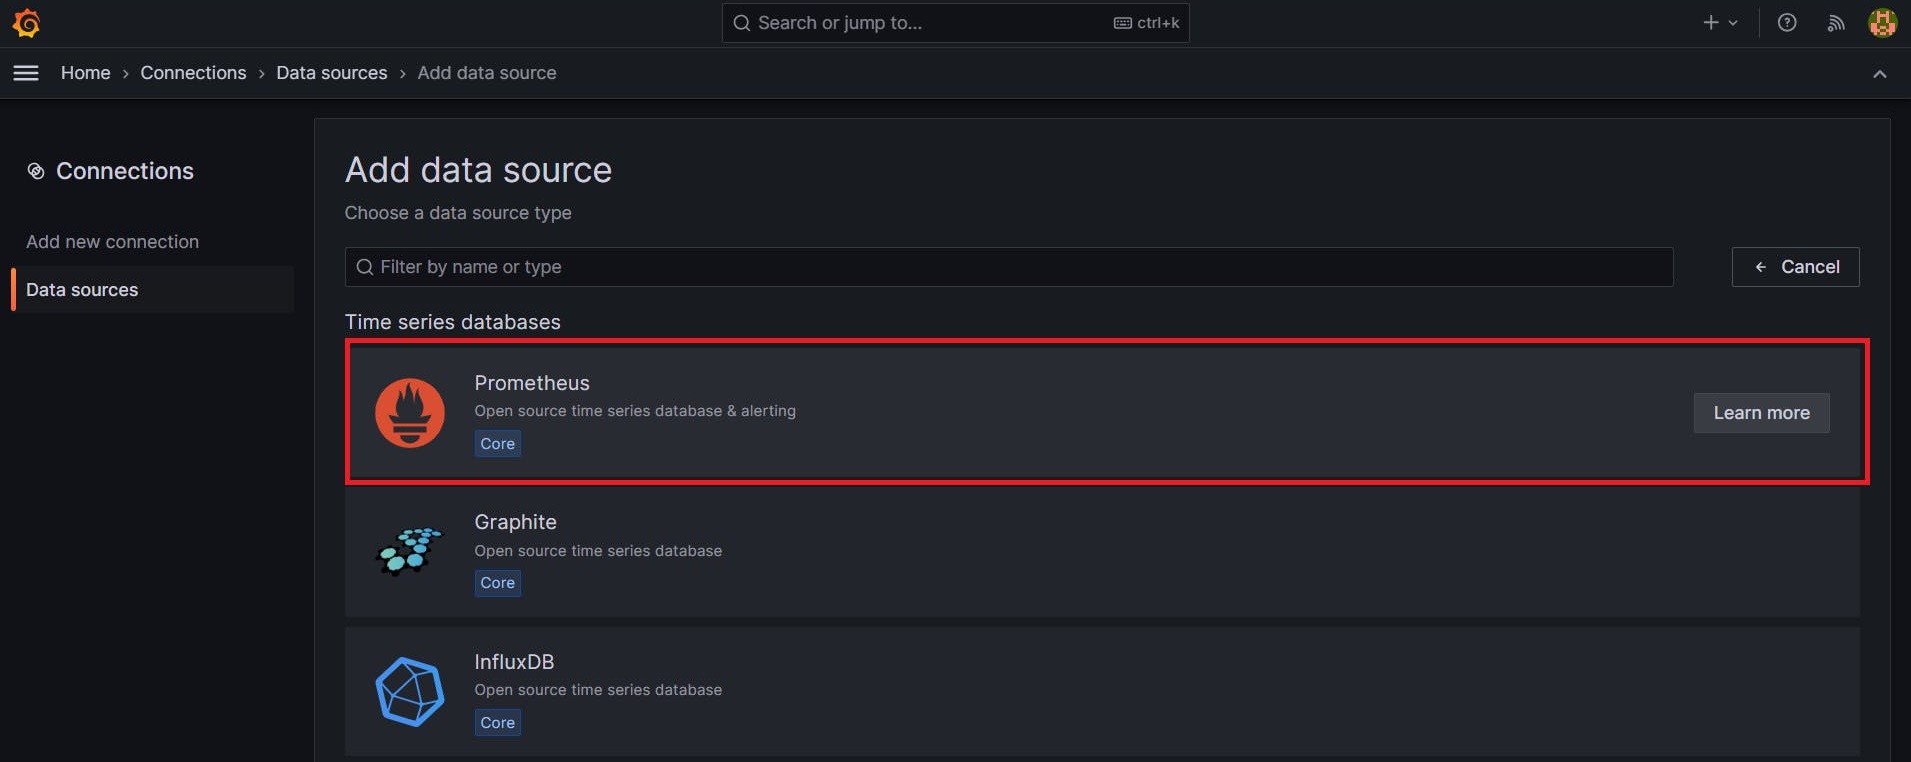 Search or jump to... ctrl+k
Home › Connections › Data sources › Add data source
Connections
Add new connection
Data sources
Add data source
Choose a data source type
Filter by name or type
Cancel
Time series databases
Prometheus
Open source time series database & alerting
Core
Learn more
Graphite
Open source time series database
Core
InfluxDB
Open source time series database
Core